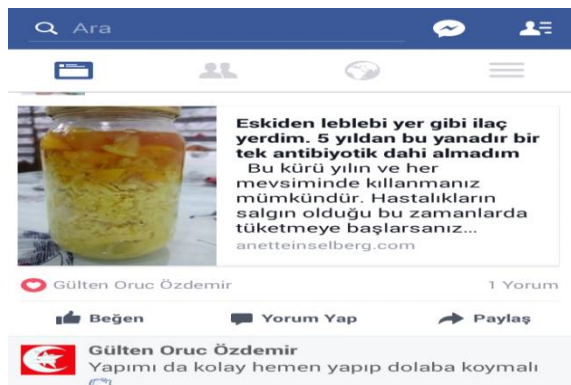 Ara
Eskiden leblebi yer gibi ilaç
yerdim. 5 yıldan bu yanadır bir
tek antibiyotik dahi almadım
Bu kürü yılın ve her
mevsiminde kıllanmanız
mümkündür. Hastalıkların
salgın olduğu bu zamanlarda
tüketmeye başlarsanız...
anetteinselberg.com
Gülten Oruc Özdemir
1 Yorum
Beğen
Yorum Yap
Paylaş
Gülten Oruc Özdemir
Yapımı da kolay hemen yapıp dolaba koymalı